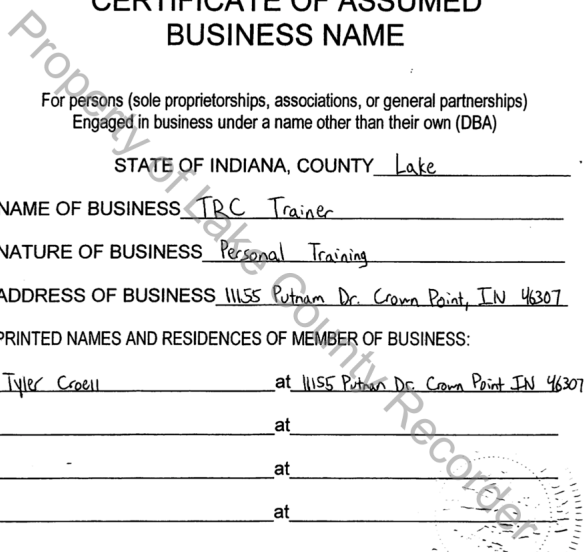 CERTIFICATE OF ASSUMED
BUSINESS NAME
For persons (sole proprietorships, associations, or general partnerships)
Engaged in business under a name other than their own (DBA)
STATE OF INDIANA, COUNTY Lake
NAME OF BUSINESS TRC Trainer
NATURE OF BUSINESS Personal Training
ADDRESS OF BUSINESS 11155 Putnam Dr. Crown Point, IN 46307
PRINTED NAMES AND RESIDENCES OF MEMBER OF BUSINESS:
Tyler Croell at 11155 Putnam Dr. Crown Point IN 46307
at
at
at
Property of Lake County Recorder